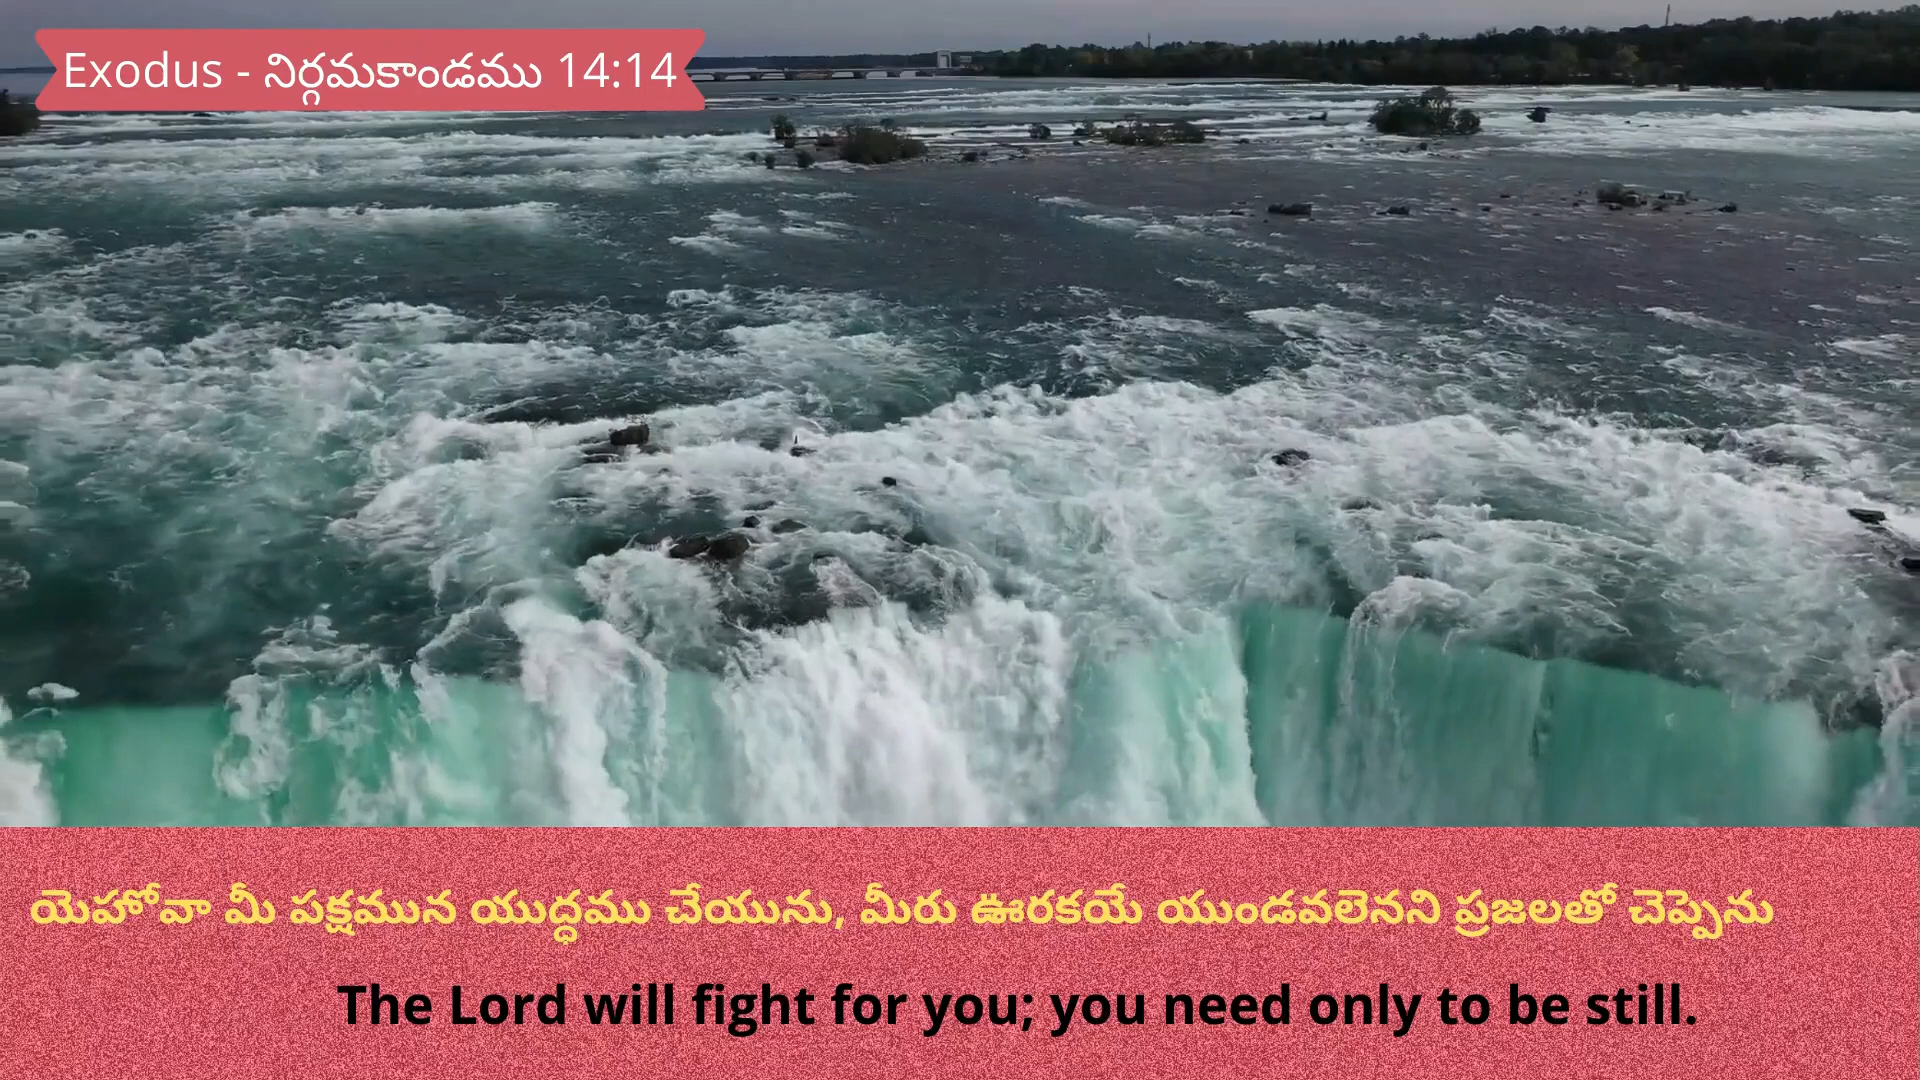 Exodus - నిర్గమకాండము 14:14
యెహోవా మీ పక్షమున యుద్ధము చేయును, మీరు ఊరకయే యుండవలెనని ప్రజలతో చెప్పెను
The Lord will fight for you; you need only to be still.